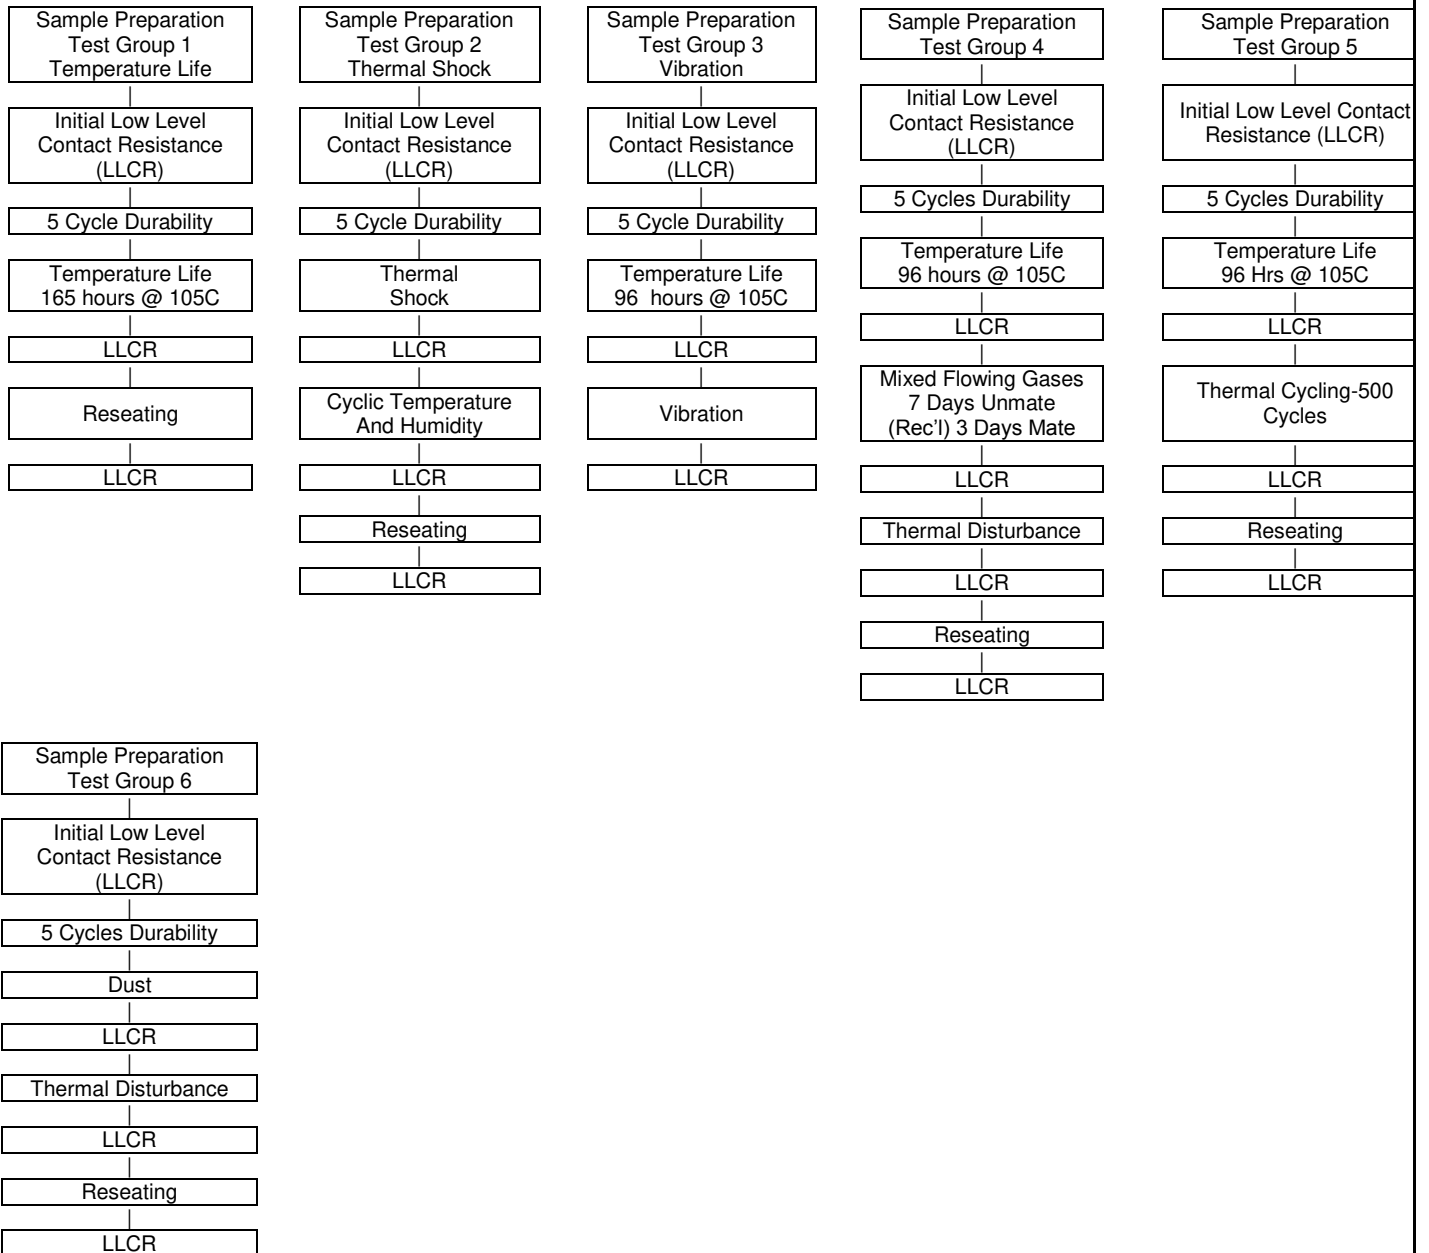 Sample Preparation
Test Group 1
Temperature Life
Initial Low Level
Contact Resistance
(LLCR)
5 Cycle Durability
Temperature Life
165 hours @ 105C
LLCR
Reseating
LLCR
Sample Preparation
Test Group 2
Thermal Shock
Initial Low Level
Contact Resistance
(LLCR)
5 Cycle Durability
Thermal
Shock
LLCR
Cyclic Temperature
And Humidity
LLCR
Reseating
LLCR
Sample Preparation
Test Group 3
Vibration
Initial Low Level
Contact Resistance
(LLCR)
5 Cycle Durability
Temperature Life
96 hours @ 105C
LLCR
Vibration
LLCR
Sample Preparation
Test Group 4
Initial Low Level
Contact Resistance
(LLCR)
5 Cycles Durability
Temperature Life
96 hours @ 105C
LLCR
Mixed Flowing Gases
7 Days Unmate
(Rec'l) 3 Days Mate
LLCR
Thermal Disturbance
LLCR
Reseating
LLCR
Sample Preparation
Test Group 5
Initial Low Level Contact
Resistance (LLCR)
5 Cycles Durability
Temperature Life
96 Hrs @ 105C
LLCR
Thermal Cycling-500
Cycles
LLCR
Reseating
LLCR
Sample Preparation
Test Group 6
Initial Low Level
Contact Resistance
(LLCR)
5 Cycles Durability
Dust
LLCR
Thermal Disturbance
LLCR
Reseating
LLCR